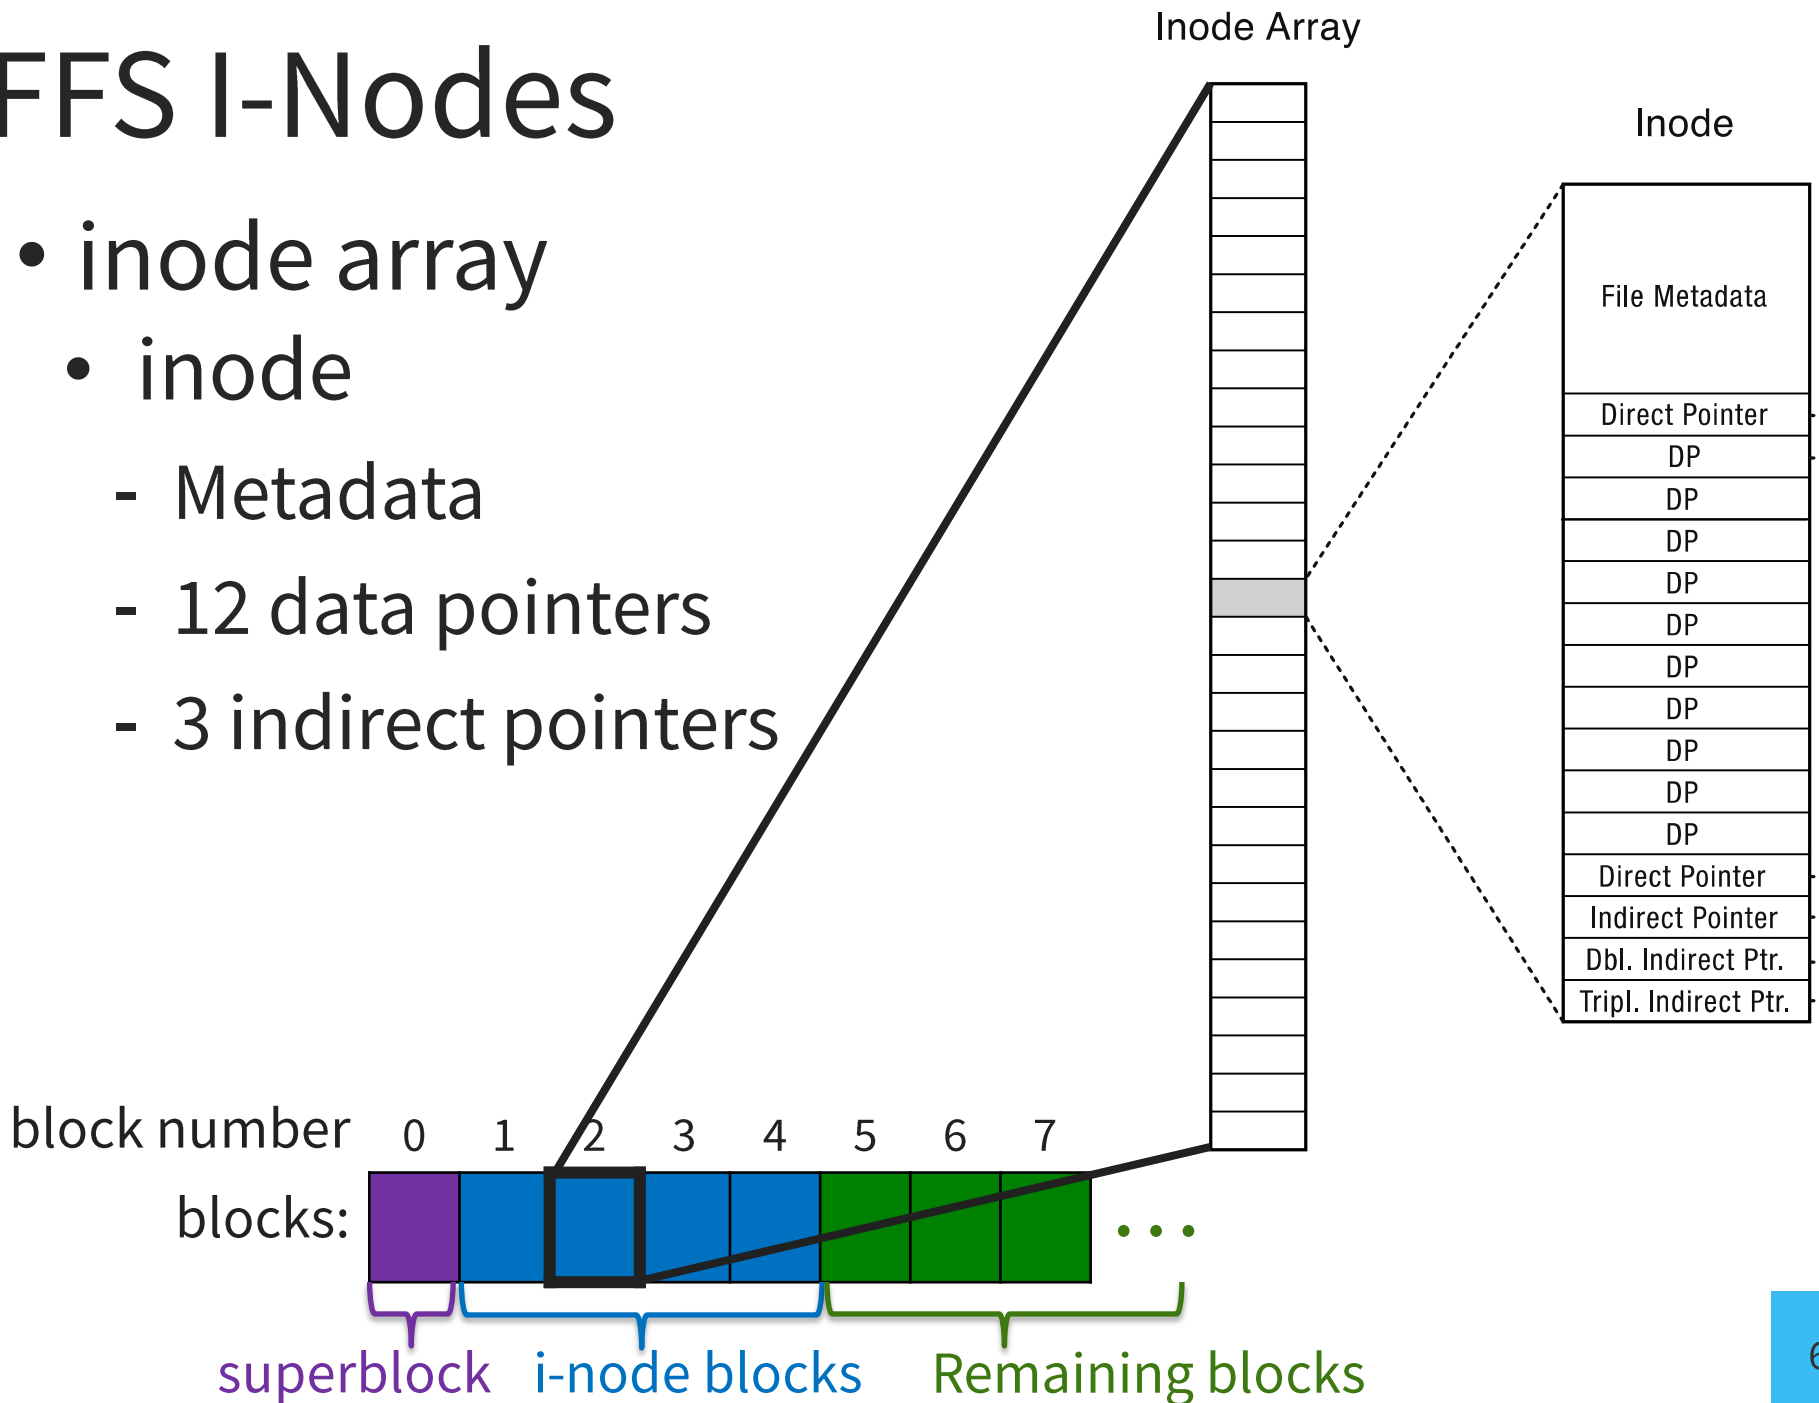 FFS I-Nodes
• inode array
• inode
- Metadata
- 12 data pointers
- 3 indirect pointers
Inode Array
Inode
File Metadata
Direct Pointer
DP
DP
DP
DP
DP
DP
DP
DP
DP
DP
Direct Pointer
Indirect Pointer
Dbl. Indirect Ptr.
Tripl. Indirect Ptr.
block number 0 1 2 3 4 5 6 7
blocks: ...
superblock i-node blocks Remaining blocks